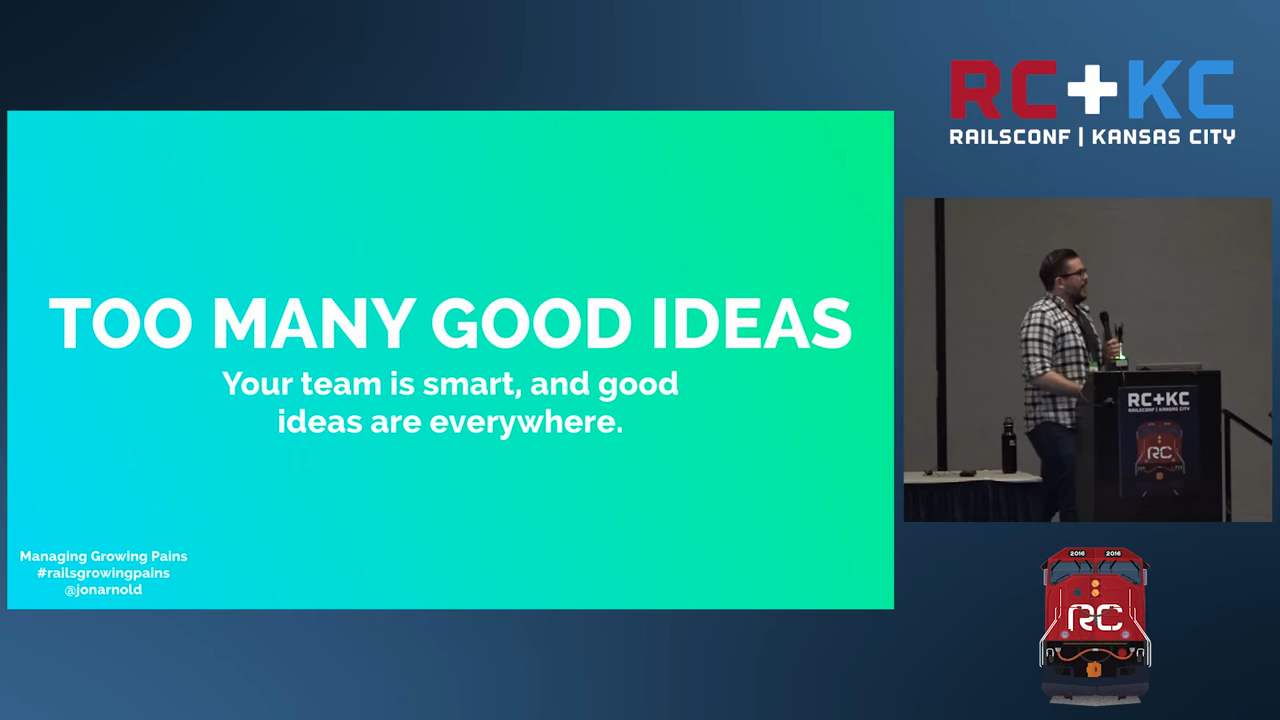 RC+KC
RAILSCONF | KANSAS CITY
TOO MANY GOOD IDEAS
Your team is smart, and good
ideas are everywhere.
Managing Growing Pains
#railsgrowingpains
@jonarnold
RC+KC
RAILSCONF | KANSAS CITY
RC
2016 2016
RC